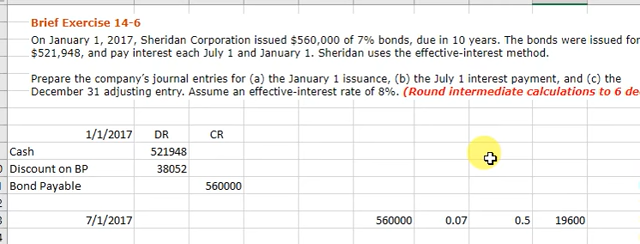 Brief Exercise 14-6
On January 1, 2017, Sheridan Corporation issued $560,000 of 7% bonds, due in 10 years. The bonds were issued for
$521,948, and pay interest each July 1 and January 1. Sheridan uses the effective-interest method.
Prepare the company's journal entries for (a) the January 1 issuance, (b) the July 1 interest payment, and (c) the
December 31 adjusting entry. Assume an effective-interest rate of 8%. (Round intermediate calculations to 6 de
1/1/2017 DR CR
Cash 521948
Discount on BP 38052
Bond Payable 560000
7/1/2017 560000 0.07 0.5 19600